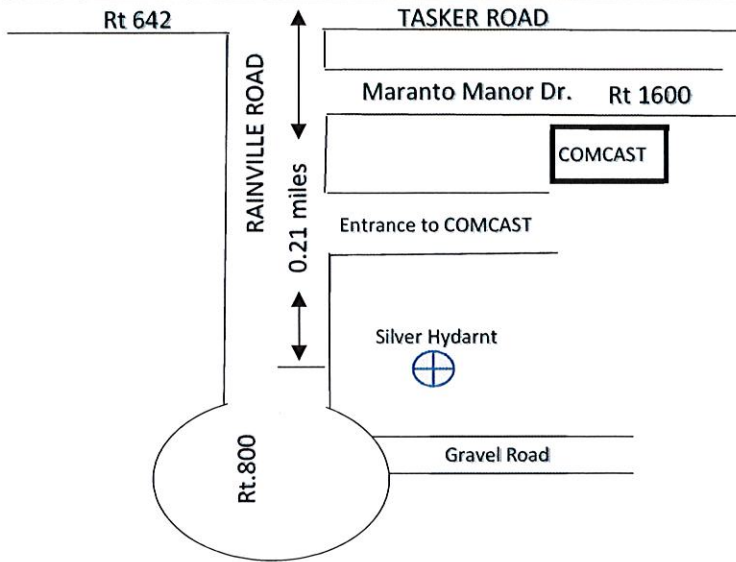 Rt 642
TASKER ROAD
RAINVILLE ROAD
Maranto Manor Dr. Rt 1600
COMCAST
0.21 miles
Entrance to COMCAST
Silver Hydarnt
Rt.800
Gravel Road